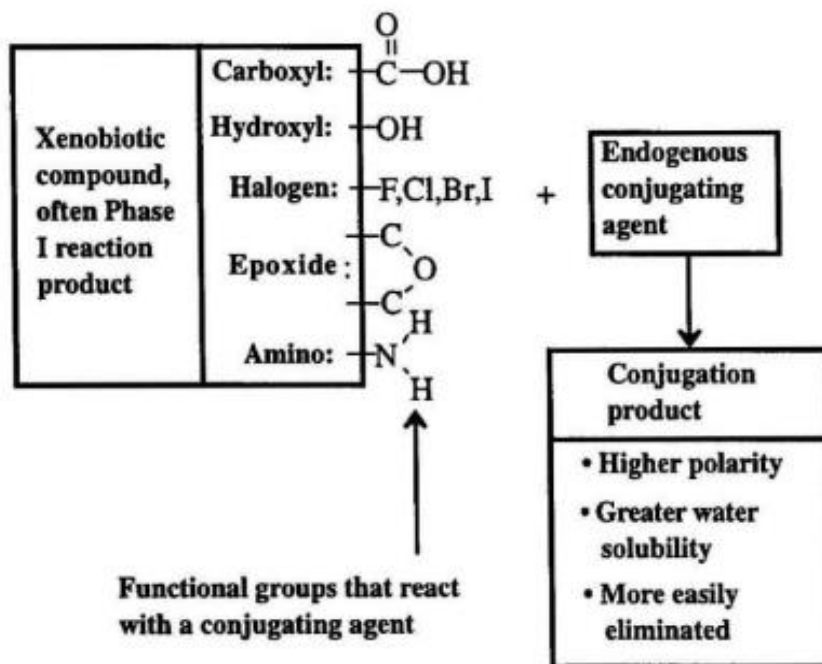 O
Carboxyl: C OH
Xenobiotic
compound,
often Phase
I reaction
product
Hydroxyl: OH
Halogen: F,Cl,Br,I
C
Epoxide : O
C
H
Amino: N
H
+
Endogenous
conjugating
agent
Conjugation
product
• Higher polarity
• Greater water
solubility
• More easily
eliminated
Functional groups that react
with a conjugating agent